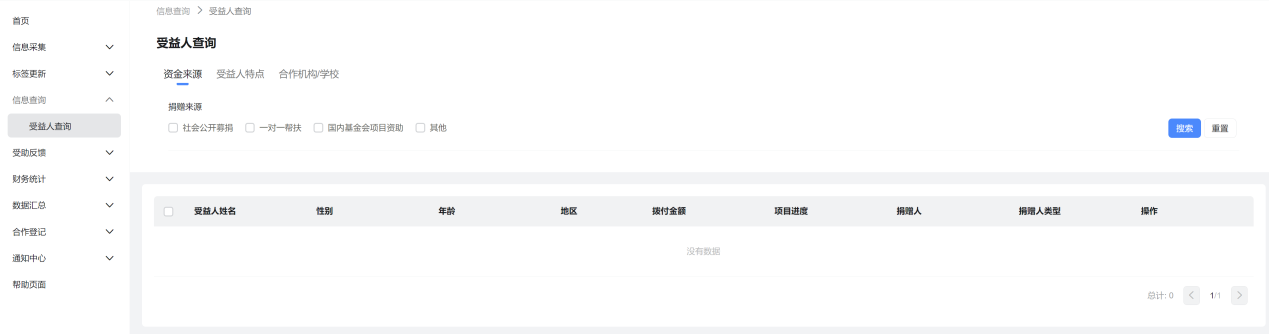 首页
信息采集
标签更新
信息查询
受益人查询
受助反馈
财务统计
数据汇总
合作登记
通知中心
帮助页面
信息查询 > 受益人查询
受益人查询
资金来源 受益人特点 合作机构/学校
捐赠来源
社会公开募捐 一对一帮扶 国内基金会项目资助 其他 搜索 重置
受益人姓名 性别 年龄 地区 拨付金额 项目进度 捐赠人 捐赠人类型 操作
没有数据
总计: 0 < 1/1 >